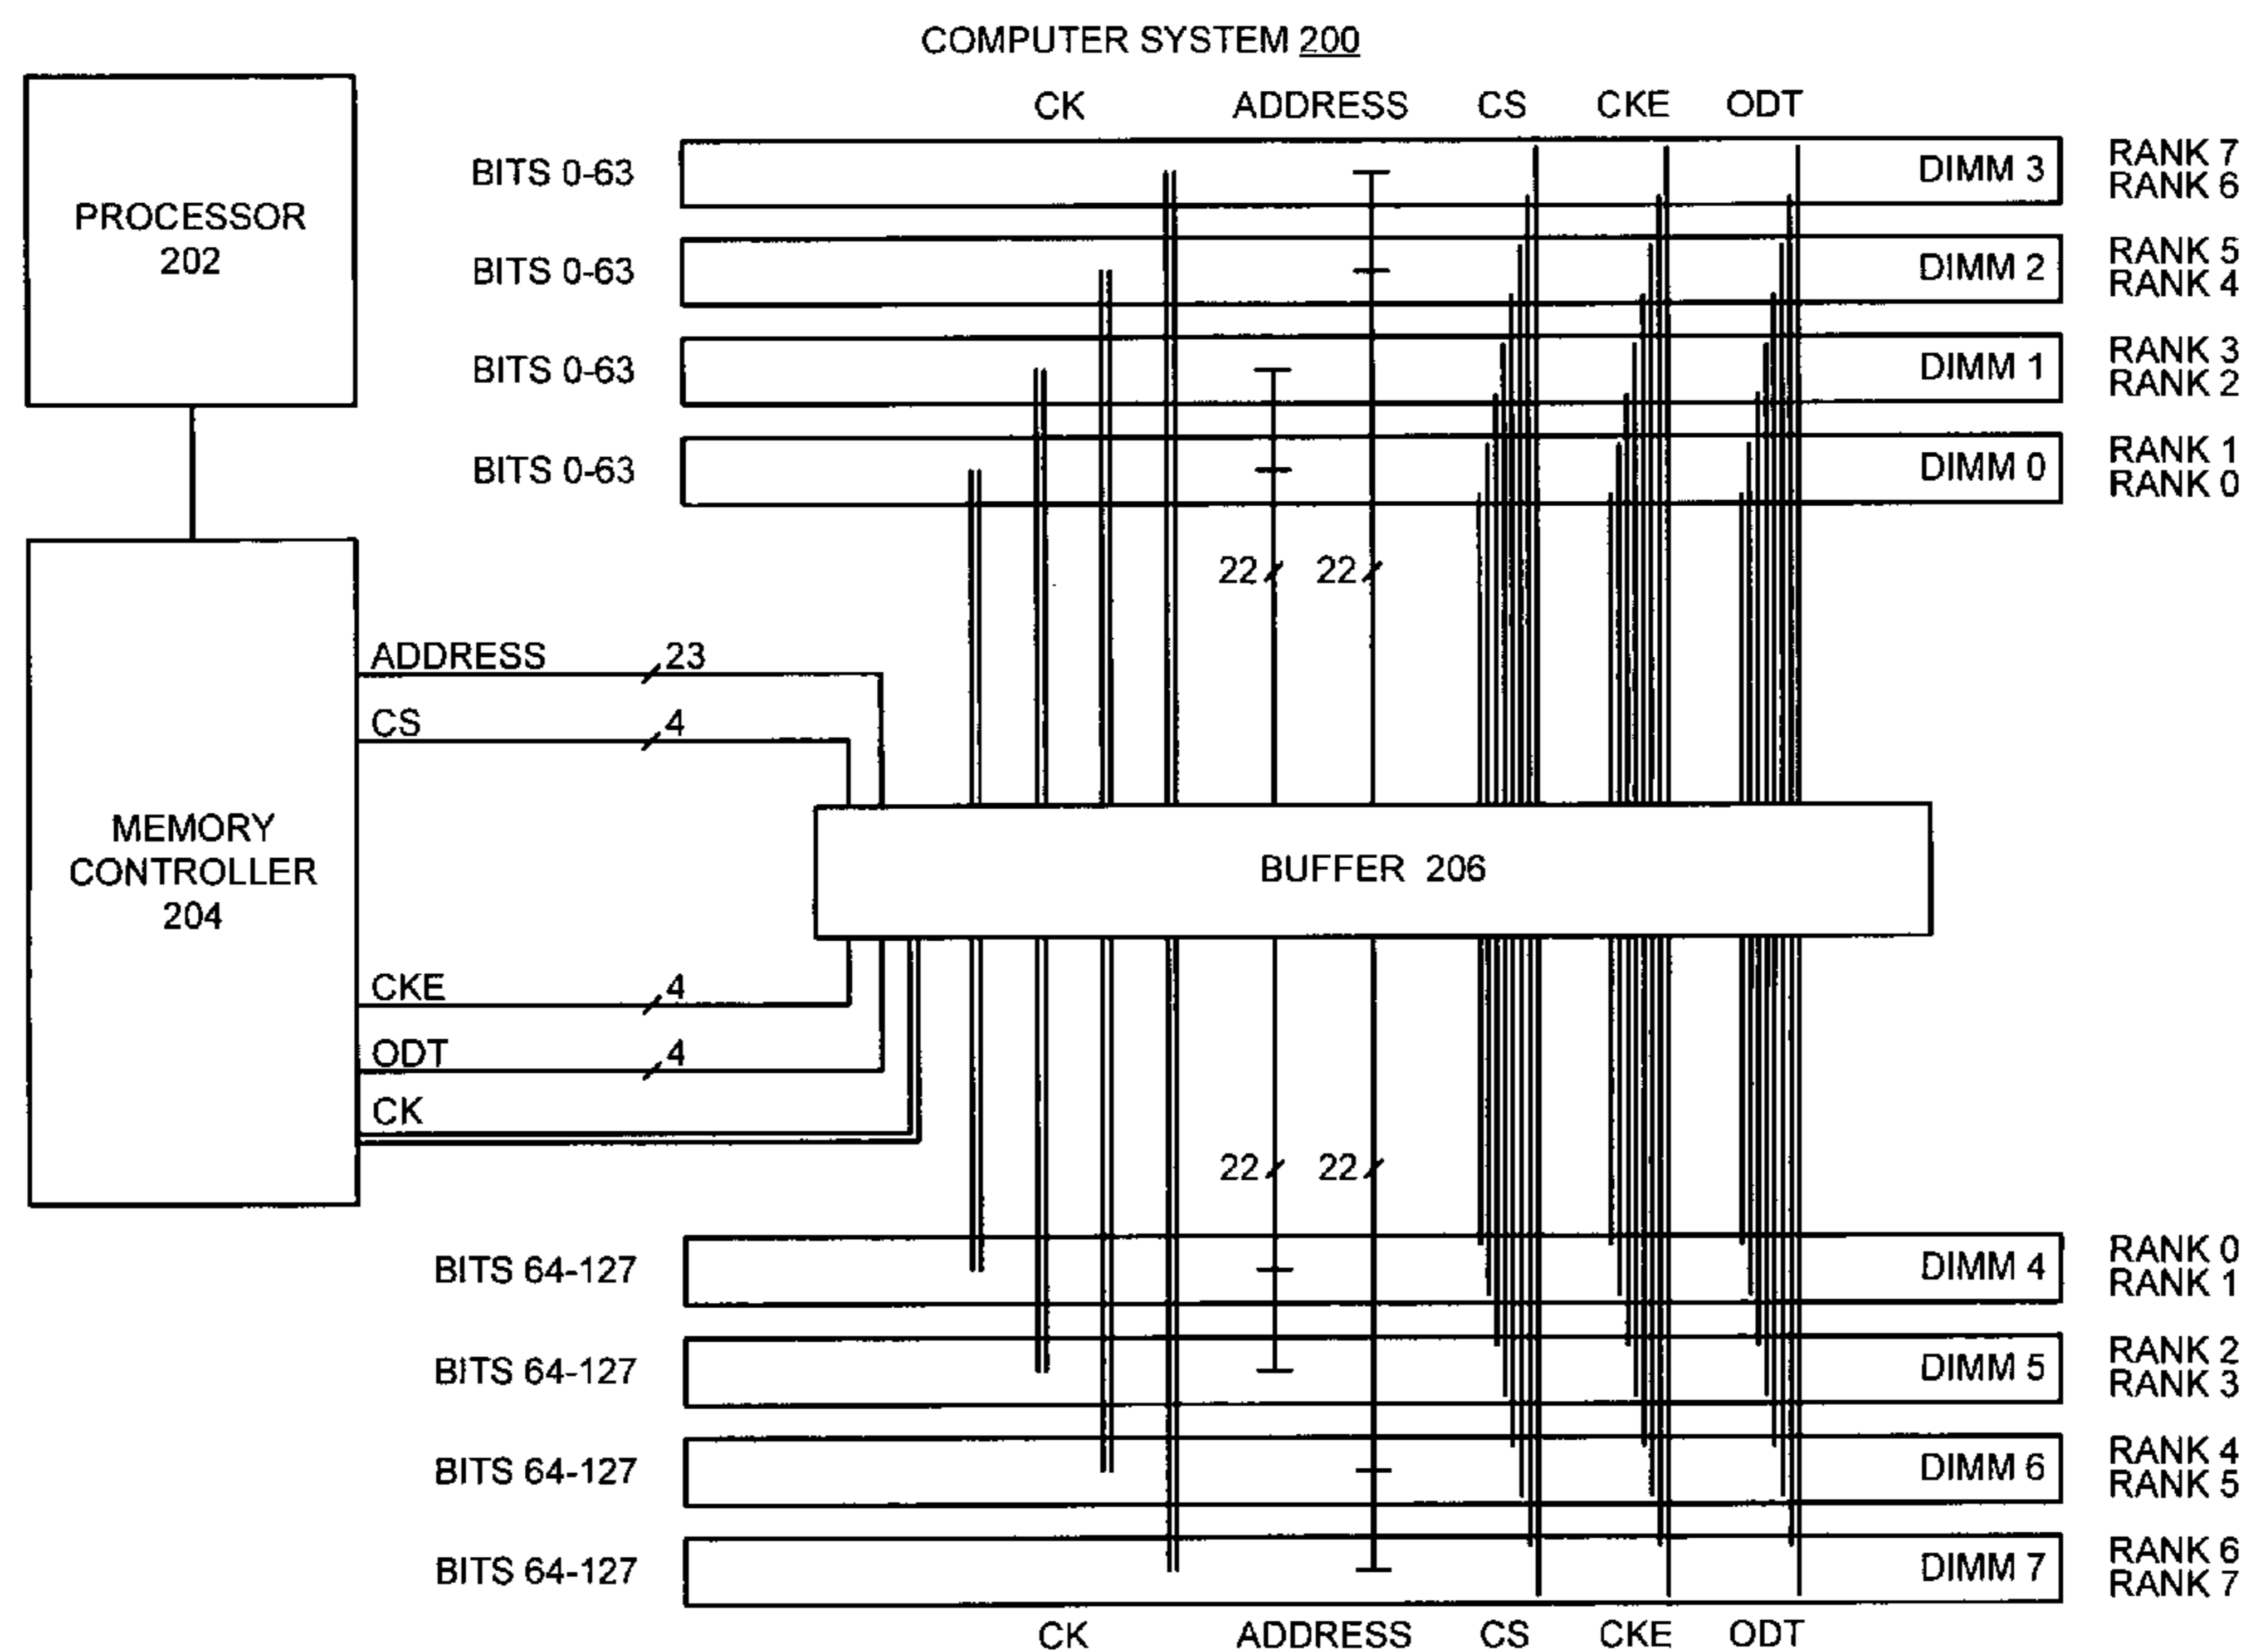 COMPUTER SYSTEM 200
CK ADDRESS CS CKE ODT
PROCESSOR
202
BITS 0-63 DIMM 3 RANK 7
RANK 6
BITS 0-63 DIMM 2 RANK 5
RANK 4
BITS 0-63 DIMM 1 RANK 3
RANK 2
BITS 0-63 DIMM 0 RANK 1
RANK 0
22 22
ADDRESS 23
CS 4
MEMORY
CONTROLLER
204
BUFFER 206
CKE 4
ODT 4
CK
22 22
BITS 64-127 DIMM 4 RANK 0
RANK 1
BITS 64-127 DIMM 5 RANK 2
RANK 3
BITS 64-127 DIMM 6 RANK 4
RANK 5
BITS 64-127 DIMM 7 RANK 6
RANK 7
CK ADDRESS CS CKE ODT